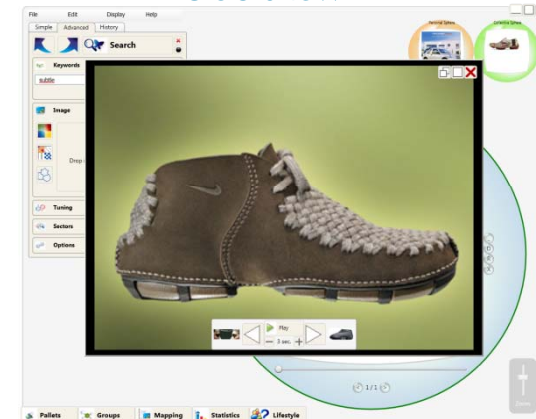 File Edit Display Help
Simple Advanced History
Search
Keywords
subtle
Image
Drop
Tuning
Sectors
Options
Play
3 sec.
1/1
Zoom
Pallets Groups Mapping Statistics Lifestyle